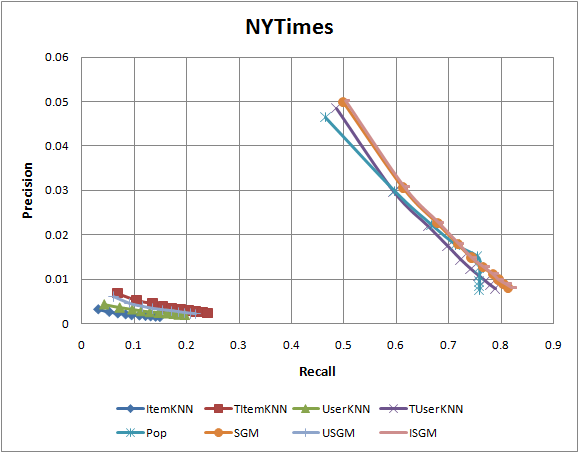 NYTimes
0.06
0.05
0.04
0.03
0.02
0.01
0
Precision
0 0.1 0.2 0.3 0.4 0.5 0.6 0.7 0.8 0.9
Recall
ItemKNN TItemKNN UserKNN TUserKNN
Pop SGM USGM ISGM